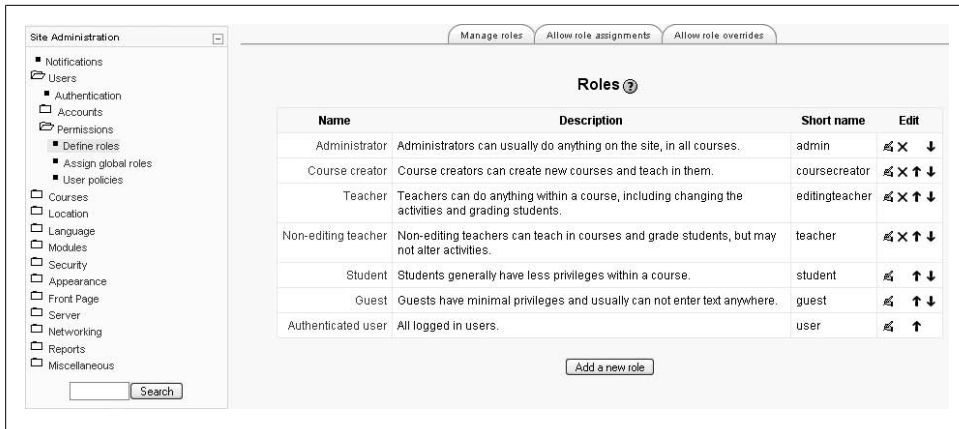 Site Administration
Notifications
Users
Authentication
Accounts
Permissions
Define roles
Assign global roles
User policies
Courses
Location
Language
Modules
Security
Appearance
Front Page
Server
Networking
Reports
Miscellaneous
Search
Manage roles Allow role assignments Allow role overrides
Roles
Name Description Short name Edit
Administrator Administrators can usually do anything on the site, in all courses. admin
Course creator Course creators can create new courses and teach in them. coursecreator
Teacher Teachers can do anything within a course, including changing the editingteacher
activities and grading students.
Non-editing teacher Non-editing teachers can teach in courses and grade students, but may teacher
not alter activities.
Student Students generally have less privileges within a course. student
Guest Guests have minimal privileges and usually can not enter text anywhere. guest
Authenticated user All logged in users. user
Add a new role